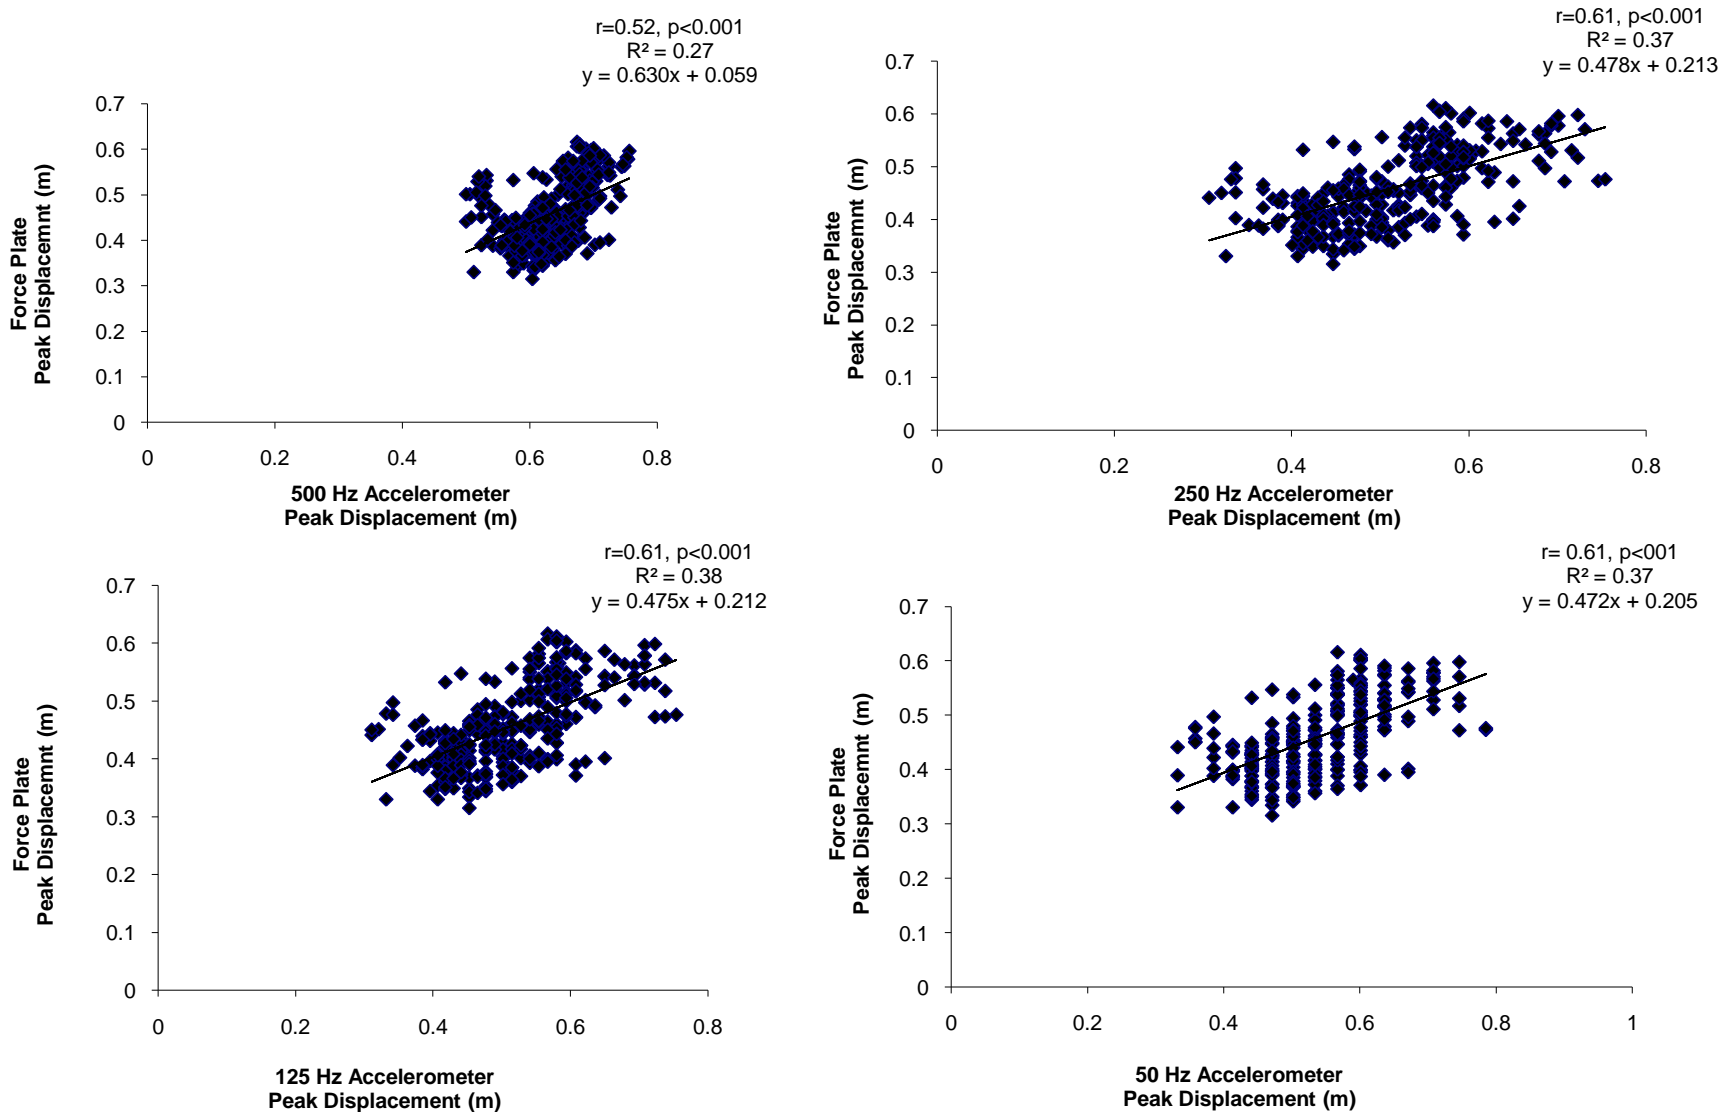 r=0.52, p<0.001
R² = 0.27
y = 0.630x + 0.059
0.7
0.6
0.5
0.4
0.3
0.2
0.1
0
0
0.2
0.4
0.6
0.8
Force Plate
Peak Displacemnt (m)
500 Hz Accelerometer
Peak Displacement (m)
r=0.61, p<0.001
R² = 0.37
y = 0.478x + 0.213
0.7
0.6
0.5
0.4
0.3
0.2
0.1
0
0
0.2
0.4
0.6
0.8
Force Plate
Peak Displacemnt (m)
250 Hz Accelerometer
Peak Displacement (m)
r=0.61, p<0.001
R² = 0.38
y = 0.475x + 0.212
0.7
0.6
0.5
0.4
0.3
0.2
0.1
0
0
0.2
0.4
0.6
0.8
Force Plate
Peak Displacemnt (m)
125 Hz Accelerometer
Peak Displacement (m)
r= 0.61, p<001
R² = 0.37
y = 0.472x + 0.205
0.7
0.6
0.5
0.4
0.3
0.2
0.1
0
0
0.2
0.4
0.6
0.8
1
Force Plate
Peak Displacemnt (m)
50 Hz Accelerometer
Peak Displacement (m)